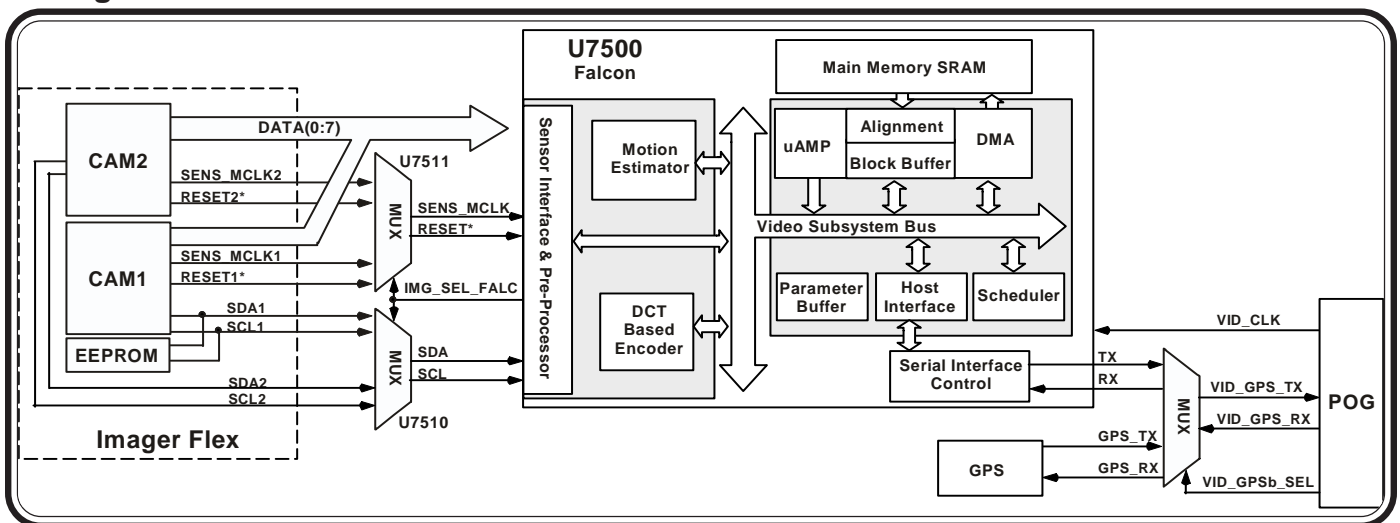 U7500
Falcon
Main Memory SRAM
Sensor Interface & Pre-Processor
Motion
Estimator
uAMP
Alignment
Block Buffer
DMA
Video Subsystem Bus
DCT
Based
Encoder
Parameter
Buffer
Host
Interface
Scheduler
Serial Interface
Control
CAM2
DATA(0:7)
SENS_MCLK2
RESET2*
CAM1
SENS_MCLK1
RESET1*
SDA1
SCL1
EEPROM
SDA2
SCL2
Imager Flex
U7511
MUX
SENS_MCLK
RESET*
IMG_SEL_FALC
MUX
SDA
SCL
U7510
TX
RX
GPS
GPS_TX
GPS_RX
MUX
VID_CLK
VID_GPS_TX
VID_GPS_RX
VID_GPSb_SEL
POG